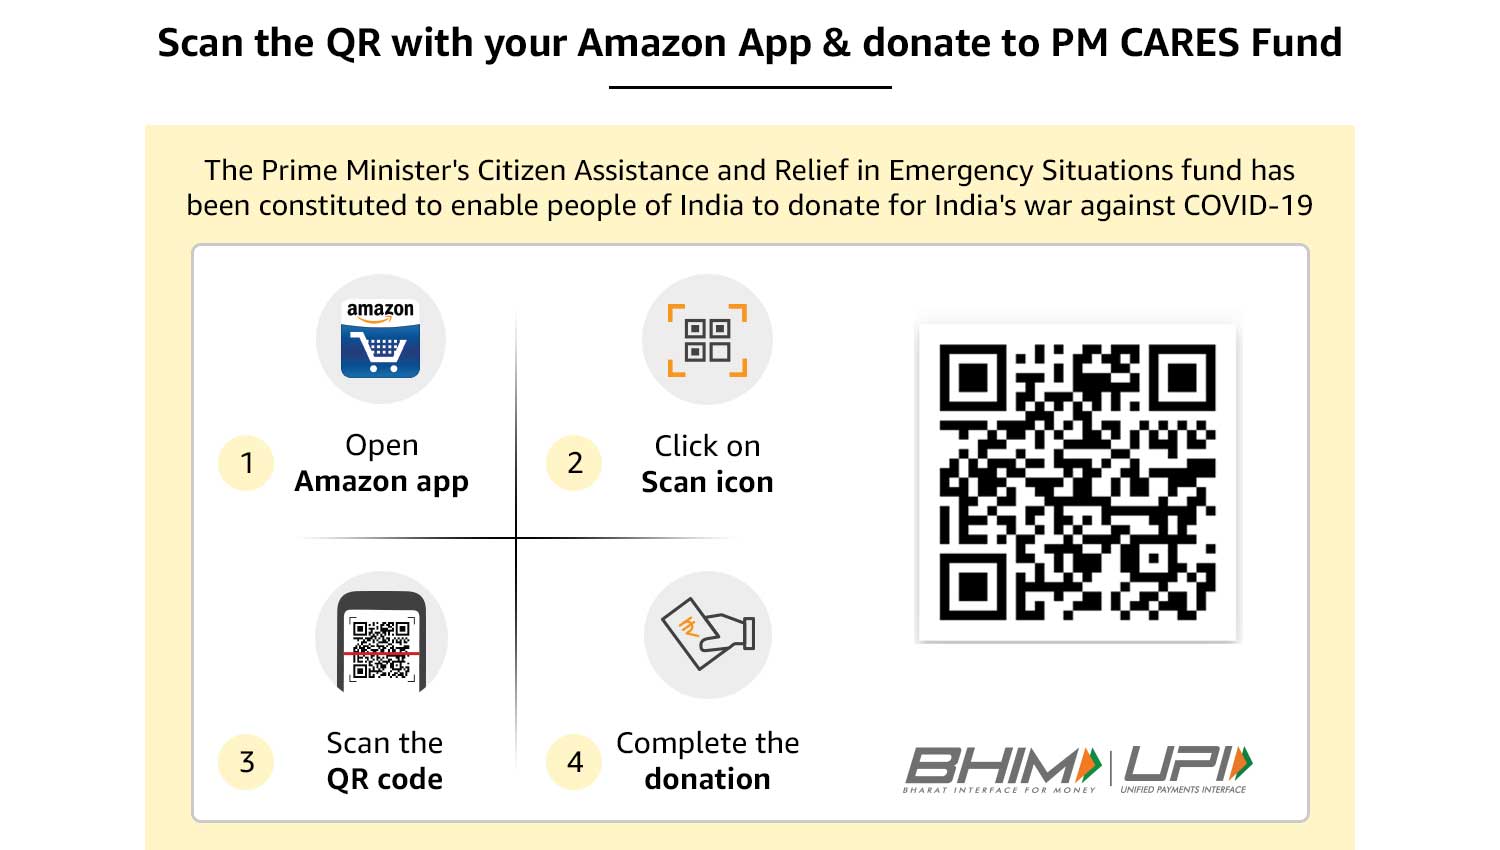 Scan the QR with your Amazon App & donate to PM CARES Fund
The Prime Minister's Citizen Assistance and Relief in Emergency Situations fund has
been constituted to enable people of India to donate for India's war against COVID-19
amazon
1
Open
Amazon app
2
Click on
Scan icon
3
Scan the
QR code
4
Complete the
donation
BHIM
BHARAT INTERFACE FOR MONEY
UPI
UNIFIED PAYMENTS INTERFACE